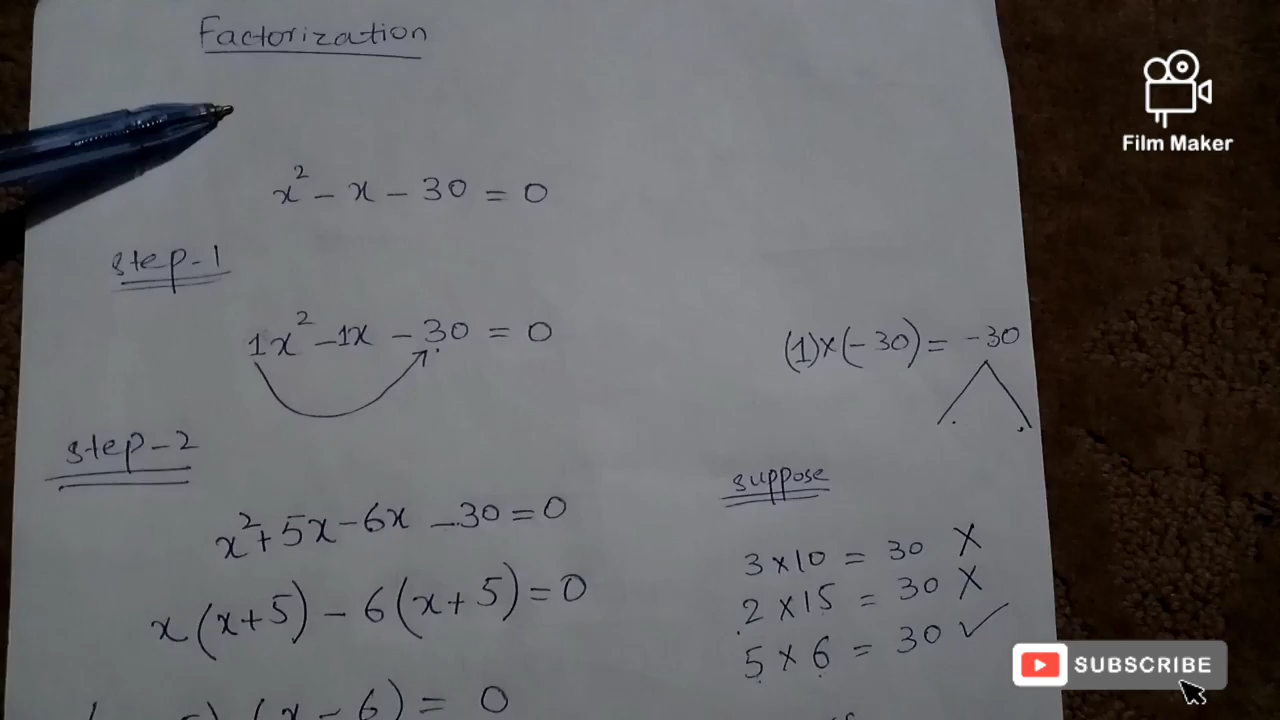 Factorization
Film Maker
x² - x - 30 = 0
step-1
1x² - 1x - 30 = 0
(1)×(-30) = -30
step-2
suppose
x² + 5x - 6x - 30 = 0
3 × 10 = 30 X
x(x+5) - 6(x+5) = 0
2 × 15 = 30 X
5 × 6 = 30 ✓
SUBSCRIBE
(x - 6) = 0